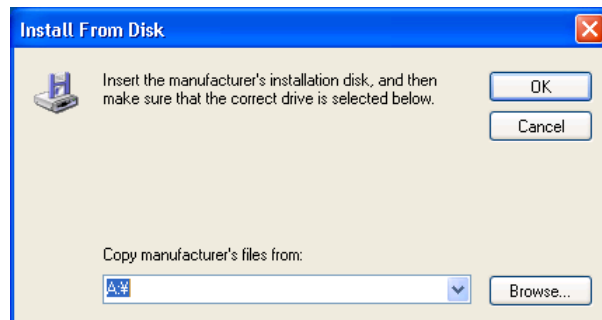 Install From Disk
Insert the manufacturer's installation disk, and then
make sure that the correct drive is selected below.
OK
Cancel
Copy manufacturer's files from:
A:¥
Browse...